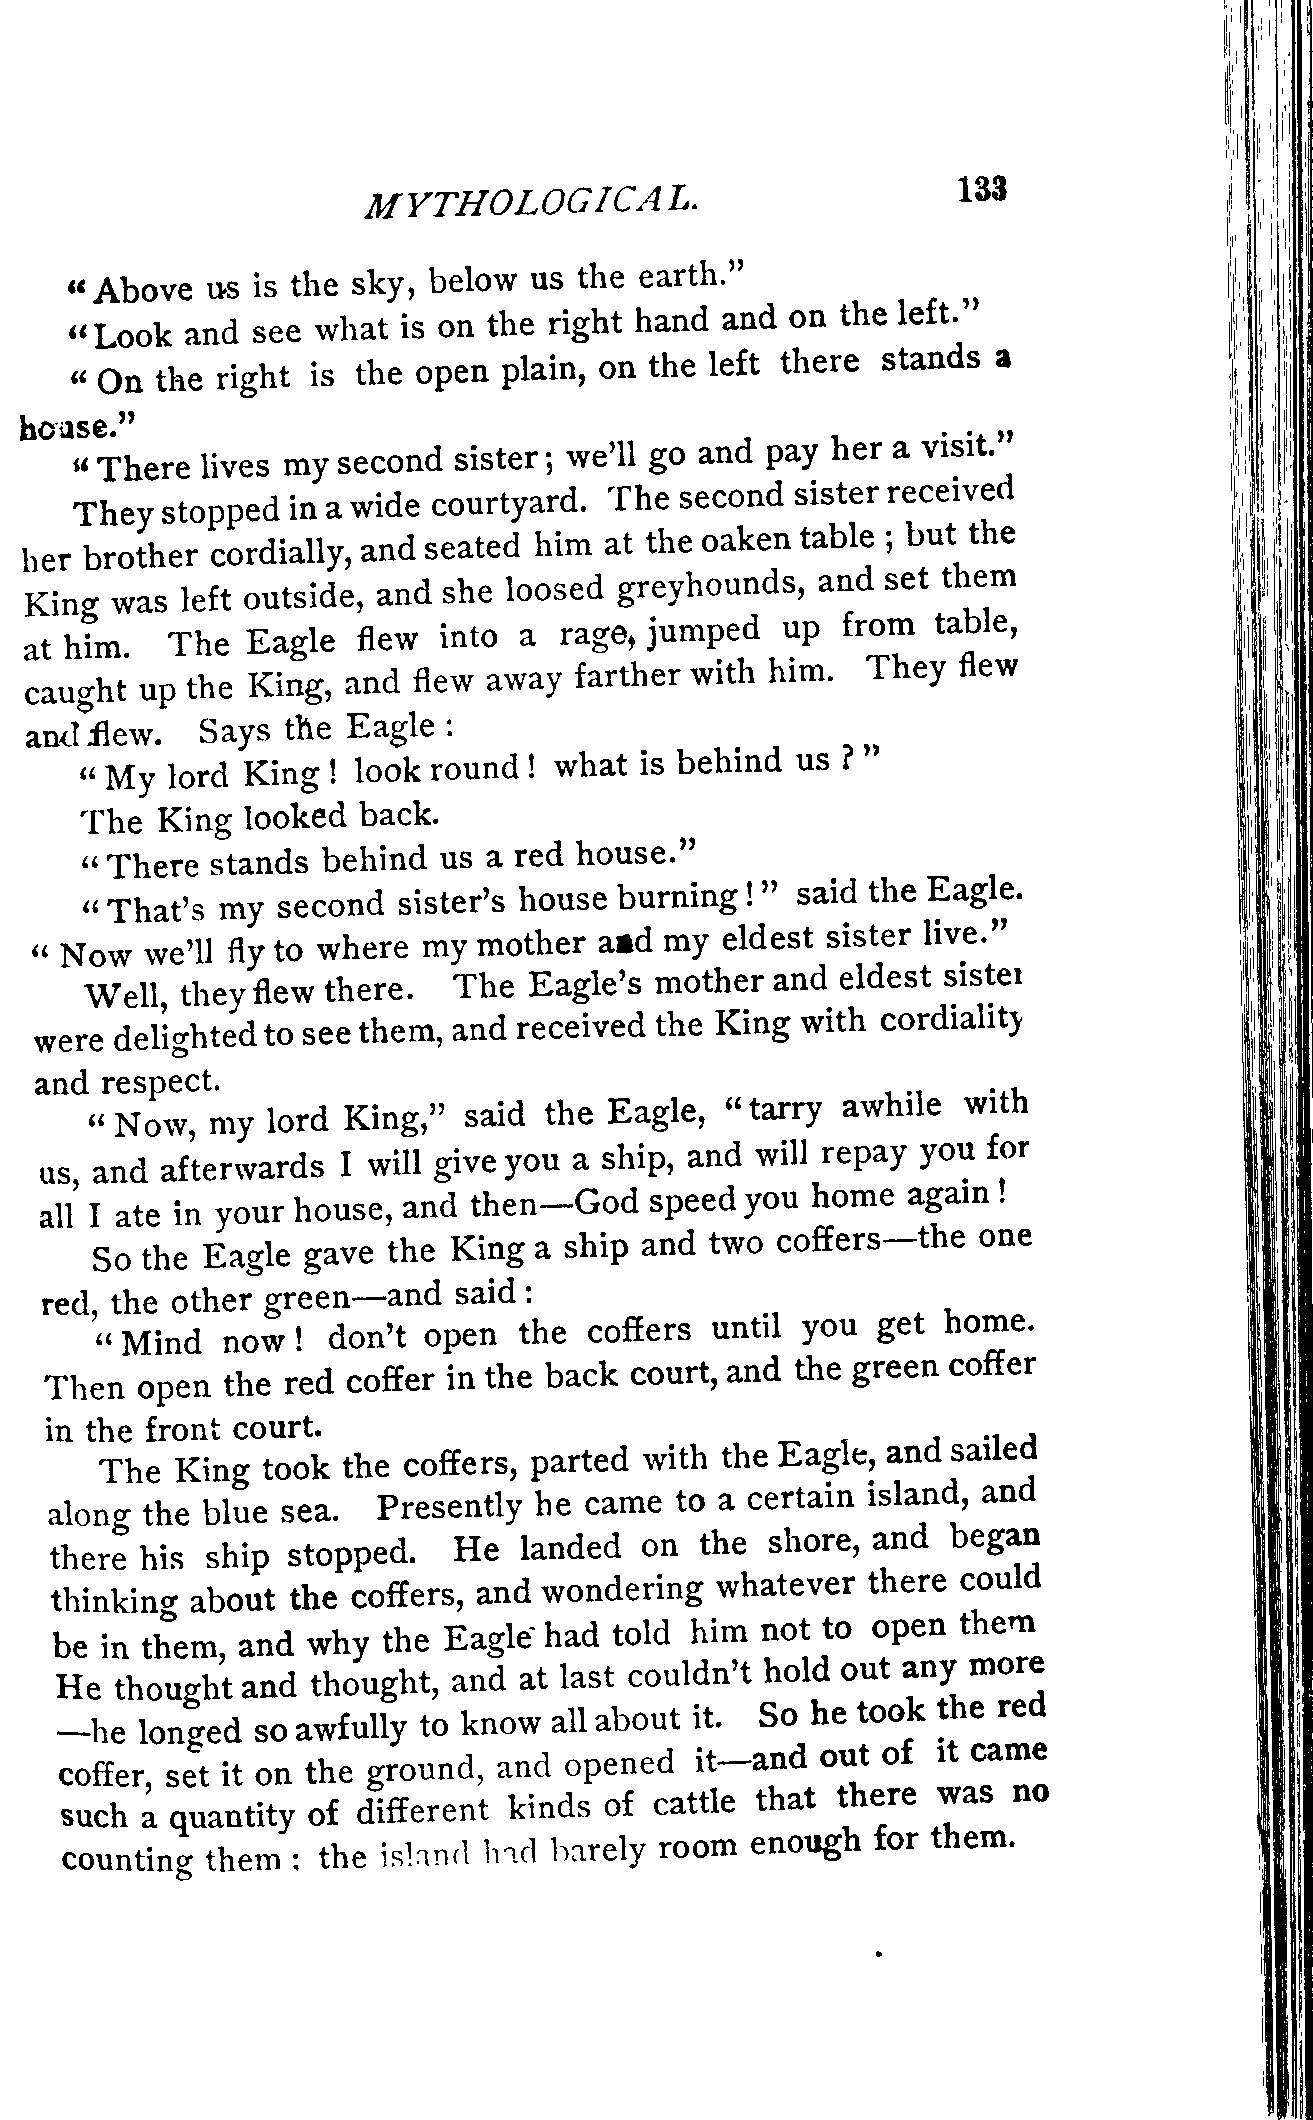 MYTHOLOGICAL. 133
"Above us is the sky, below us the earth."
"Look and see what is on the right hand and on the left."
"On the right is the open plain, on the left there stands a
house."
"There lives my second sister; we'll go and pay her a visit."
They stopped in a wide courtyard. The second sister received
her brother cordially, and seated him at the oaken table; but the
King was left outside, and she loosed greyhounds, and set them
at him. The Eagle flew into a rage, jumped up from table,
caught up the King, and flew away farther with him. They flew
and flew. Says the Eagle:
"My lord King! look round! what is behind us?"
The King looked back.
"There stands behind us a red house."
"That's my second sister's house burning!" said the Eagle.
"Now we'll fly to where my mother and my eldest sister live."
Well, they flew there. The Eagle's mother and eldest sister
were delighted to see them, and received the King with cordiality
and respect.
"Now, my lord King," said the Eagle, "tarry awhile with
us, and afterwards I will give you a ship, and will repay you for
all I ate in your house, and then—God speed you home again!
So the Eagle gave the King a ship and two coffers—the one
red, the other green—and said:
"Mind now! don't open the coffers until you get home.
Then open the red coffer in the back court, and the green coffer
in the front court.
The King took the coffers, parted with the Eagle, and sailed
along the blue sea. Presently he came to a certain island, and
there his ship stopped. He landed on the shore, and began
thinking about the coffers, and wondering whatever there could
be in them, and why the Eagle had told him not to open them
He thought and thought, and at last couldn't hold out any more
—he longed so awfully to know all about it. So he took the red
coffer, set it on the ground, and opened it—and out of it came
such a quantity of different kinds of cattle that there was no
counting them: the island had barely room enough for them.